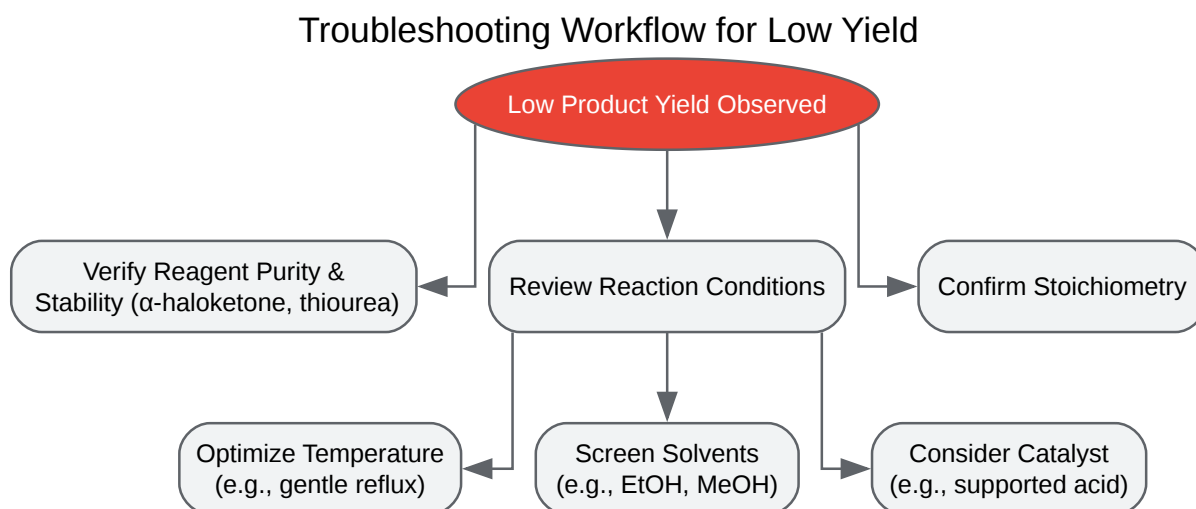 Troubleshooting Workflow for Low Yield
Low Product Yield Observed
Verify Reagent Purity &
Stability (α-haloketone, thiourea)
Review Reaction Conditions
Confirm Stoichiometry
Optimize Temperature
(e.g., gentle reflux)
Screen Solvents
(e.g., EtOH, MeOH)
Consider Catalyst
(e.g., supported acid)